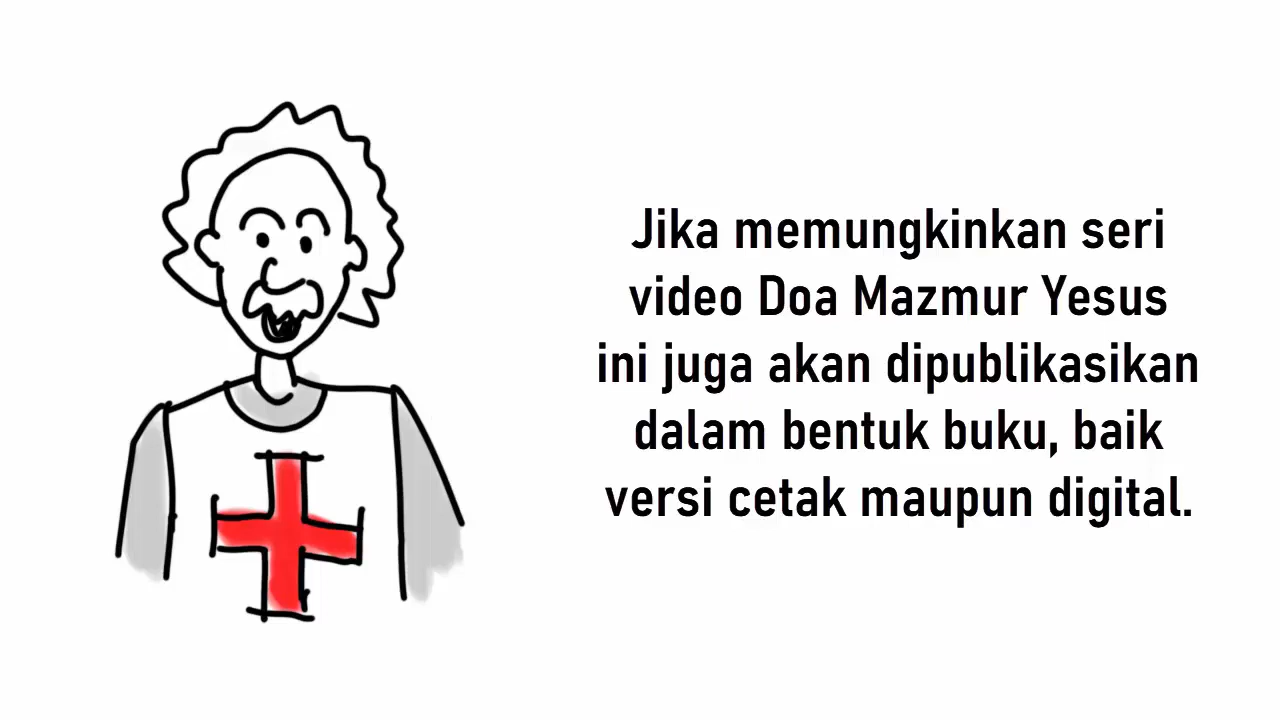 Jika memungkinkan seri
video Doa Mazmur Yesus
ini juga akan dipublikasikan
dalam bentuk buku, baik
versi cetak maupun digital.